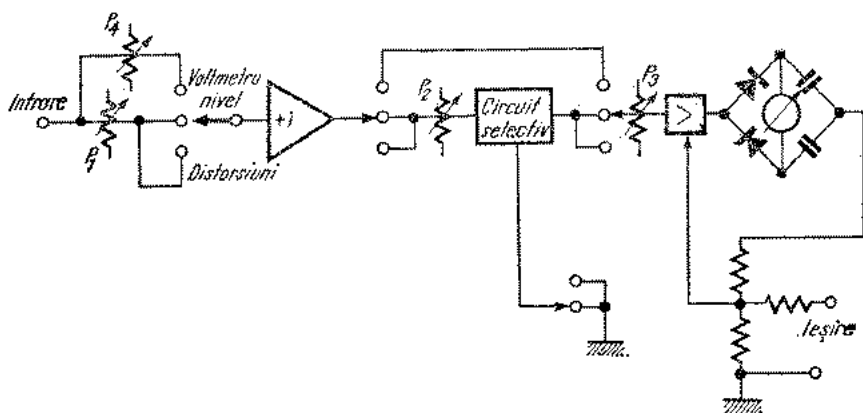 P4
Voltmetru
nivel
Intrare
P1
Distorsiuni
+1
P2
Circuit
selectiv
P3
>
Ieșire